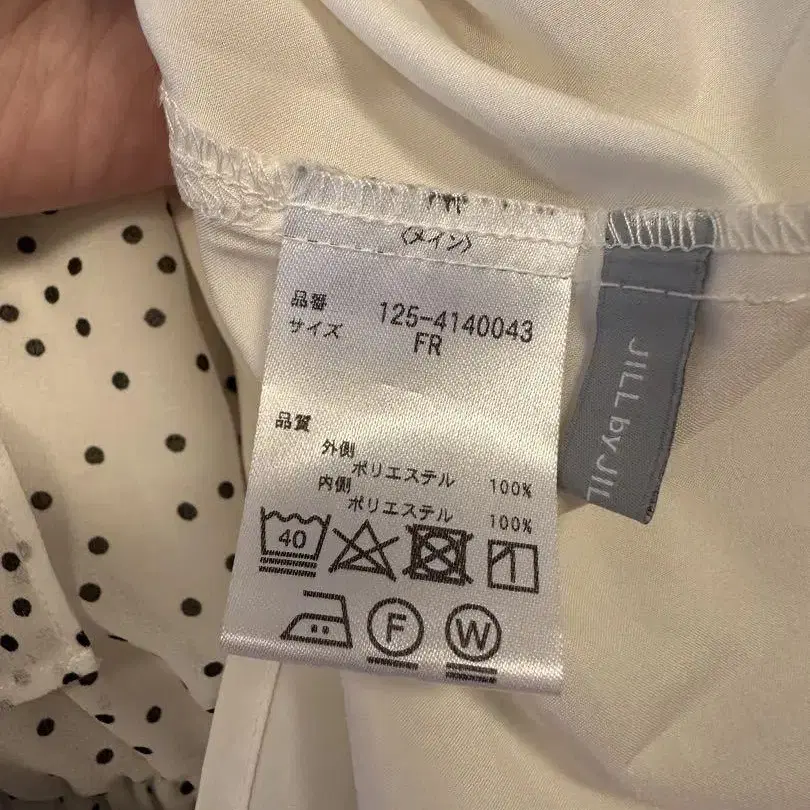 〈メイン〉
品番 125-4140043
サイズ FR
品質
外側
ポリエステル 100%
内側
ポリエステル 100%
40
F W
JILL by JIL